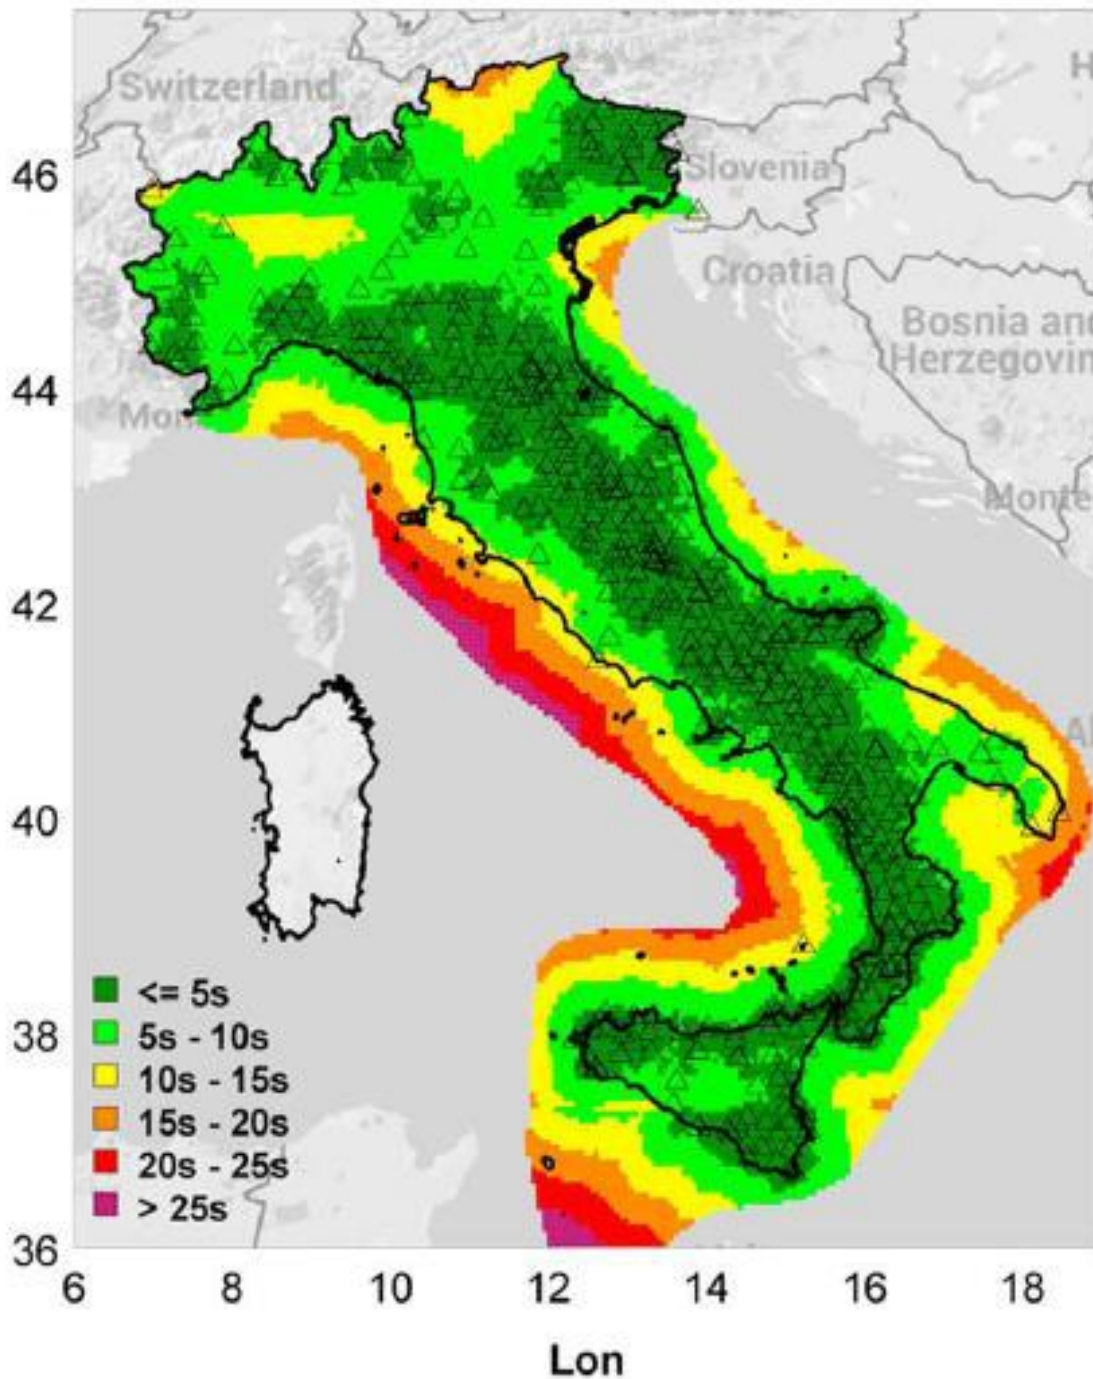 Switzerland
H
46
Slovenia
Croatia
Bosnia and
Herzegovin
44
Mon
Monte
42
Al
40
<= 5s
5s - 10s
38
10s - 15s
15s - 20s
20s - 25s
> 25s
36
6 8 10 12 14 16 18
Lon